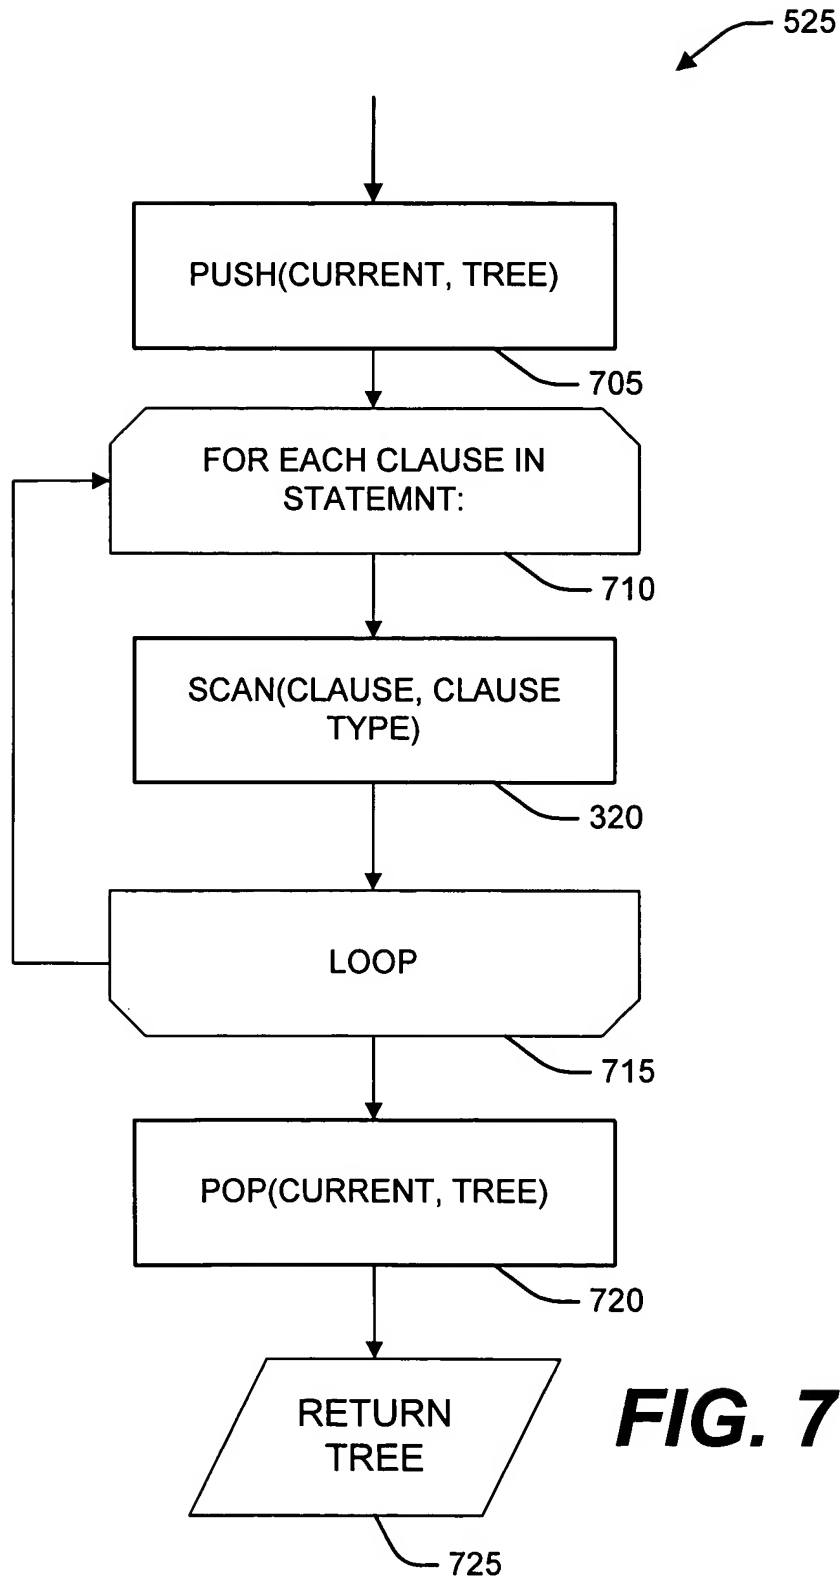 525
PUSH(CURRENT, TREE)
705
FOR EACH CLAUSE IN
STATEMNT:
710
SCAN(CLAUSE, CLAUSE
TYPE)
320
LOOP
715
POP(CURRENT, TREE)
720
RETURN
TREE
FIG. 7
725